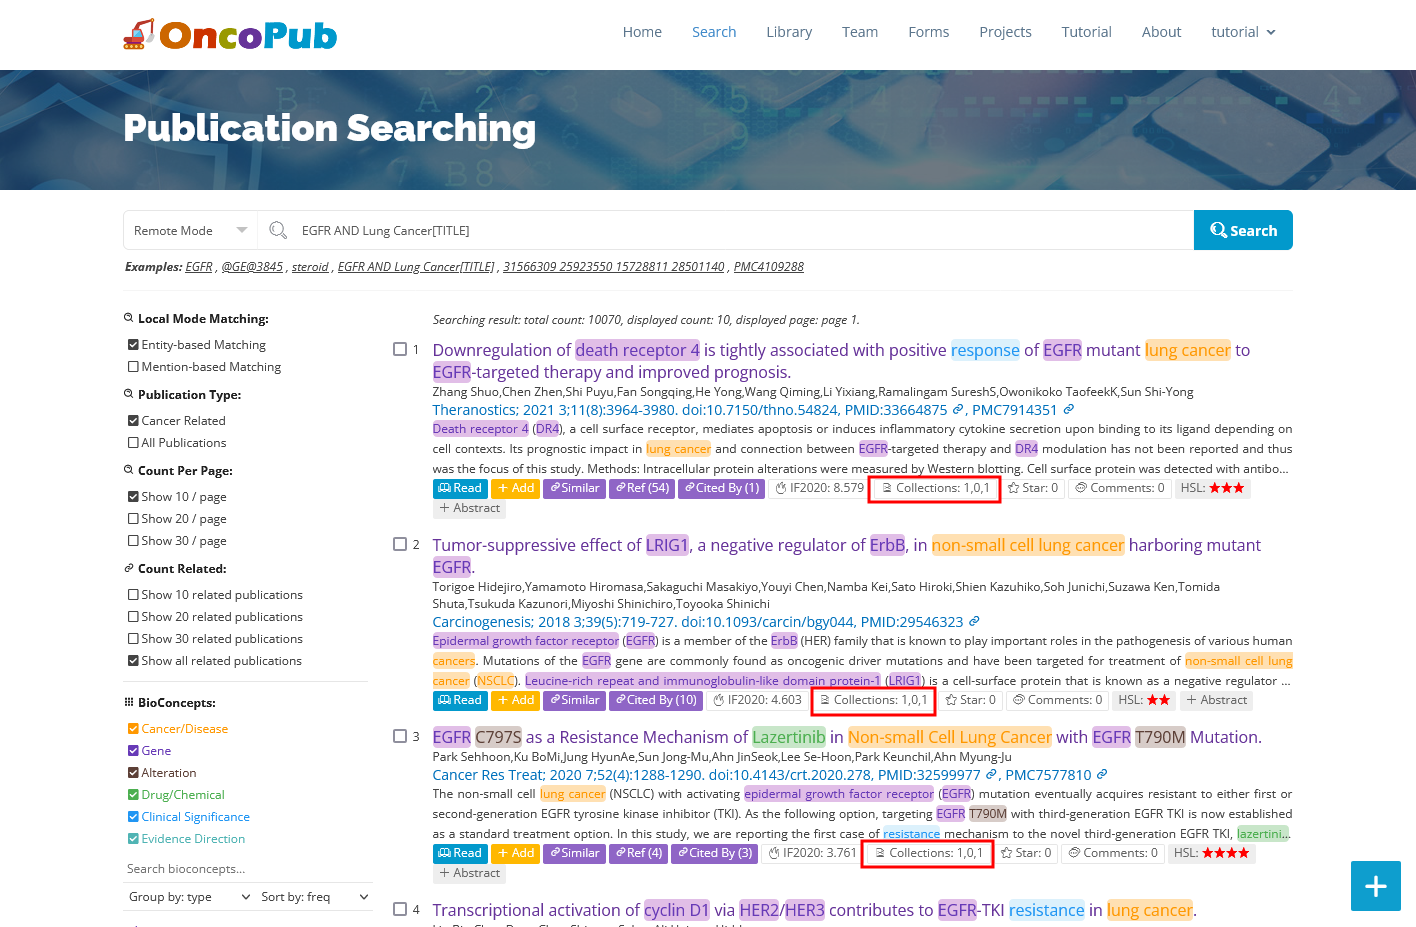 OncoPub
Home Search Library Team Forms Projects Tutorial About tutorial
Publication Searching
Remote Mode EGFR AND Lung Cancer[TITLE] Search
Examples: EGFR , @GE@3845 , steroid , EGFR AND Lung Cancer[TITLE] , 31566309 25923550 15728811 28501140 , PMC4109288
Local Mode Matching:
Entity-based Matching
Mention-based Matching
Publication Type:
Cancer Related
All Publications
Count Per Page:
Show 10 / page
Show 20 / page
Show 30 / page
Count Related:
Show 10 related publications
Show 20 related publications
Show 30 related publications
Show all related publications
BioConcepts:
Cancer/Disease
Gene
Alteration
Drug/Chemical
Clinical Significance
Evidence Direction
Search bioconcepts...
Group by: type Sort by: freq
Searching result: total count: 10070, displayed count: 10, displayed page: page 1.
1 Downregulation of death receptor 4 is tightly associated with positive response of EGFR mutant lung cancer to
EGFR-targeted therapy and improved prognosis.
Zhang Shuo,Chen Zhen,Shi Puyu,Fan Songqing,He Yong,Wang Qiming,Li Yixiang,Ramalingam SureshS,Owonikoko TaofeekK,Sun Shi-Yong
Theranostics; 2021 3;11(8):3964-3980. doi:10.7150/thno.54824, PMID:33664875 , PMC7914351
Death receptor 4 (DR4), a cell surface receptor, mediates apoptosis or induces inflammatory cytokine secretion upon binding to its ligand depending on
cell contexts. Its prognostic impact in lung cancer and connection between EGFR-targeted therapy and DR4 modulation has not been reported and thus
was the focus of this study. Methods: Intracellular protein alterations were measured by Western blotting. Cell surface protein was detected with antibo...
Read + Add Similar Ref (54) Cited By (1) IF2020: 8.579 Collections: 1,0,1 Star: 0 Comments: 0 HSL: ★★★
+ Abstract
2 Tumor-suppressive effect of LRIG1, a negative regulator of ErbB, in non-small cell lung cancer harboring mutant
EGFR.
Torigoe Hidejiro,Yamamoto Hiromasa,Sakaguchi Masakiyo,Youyi Chen,Namba Kei,Sato Hiroki,Shien Kazuhiko,Soh Junichi,Suzawa Ken,Tomida
Shuta,Tsukuda Kazunori,Miyoshi Shinichiro,Toyooka Shinichi
Carcinogenesis; 2018 3;39(5):719-727. doi:10.1093/carcin/bgy044, PMID:29546323
Epidermal growth factor receptor (EGFR) is a member of the ErbB (HER) family that is known to play important roles in the pathogenesis of various human
cancers. Mutations of the EGFR gene are commonly found as oncogenic driver mutations and have been targeted for treatment of non-small cell lung
cancer (NSCLC). Leucine-rich repeat and immunoglobulin-like domain protein-1 (LRIG1) is a cell-surface protein that is known as a negative regulator ...
Read + Add Similar Cited By (10) IF2020: 4.603 Collections: 1,0,1 Star: 0 Comments: 0 HSL: ★★ + Abstract
3 EGFR C797S as a Resistance Mechanism of Lazertinib in Non-small Cell Lung Cancer with EGFR T790M Mutation.
Park Sehhoon,Ku BoMi,Jung HyunAe,Sun Jong-Mu,Ahn JinSeok,Lee Se-Hoon,Park Keunchil,Ahn Myung-Ju
Cancer Res Treat; 2020 7;52(4):1288-1290. doi:10.4143/crt.2020.278, PMID:32599977 , PMC7577810
The non-small cell lung cancer (NSCLC) with activating epidermal growth factor receptor (EGFR) mutation eventually acquires resistant to either first or
second-generation EGFR tyrosine kinase inhibitor (TKI). As the following option, targeting EGFR T790M with third-generation EGFR TKI is now established
as a standard treatment option. In this study, we are reporting the first case of resistance mechanism to the novel third-generation EGFR TKI, lazertini...
Read + Add Similar Ref (4) Cited By (3) IF2020: 3.761 Collections: 1,0,1 Star: 0 Comments: 0 HSL: ★★★★
+ Abstract
4 Transcriptional activation of cyclin D1 via HER2/HER3 contributes to EGFR-TKI resistance in lung cancer.